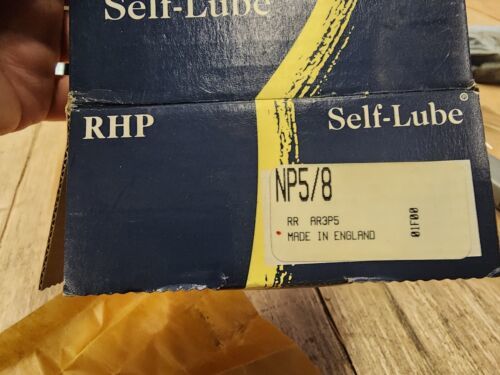 Self-Lube
RHP
Self-Lube®
NP5/8
RR AR3P5
MADE IN ENGLAND
01F00